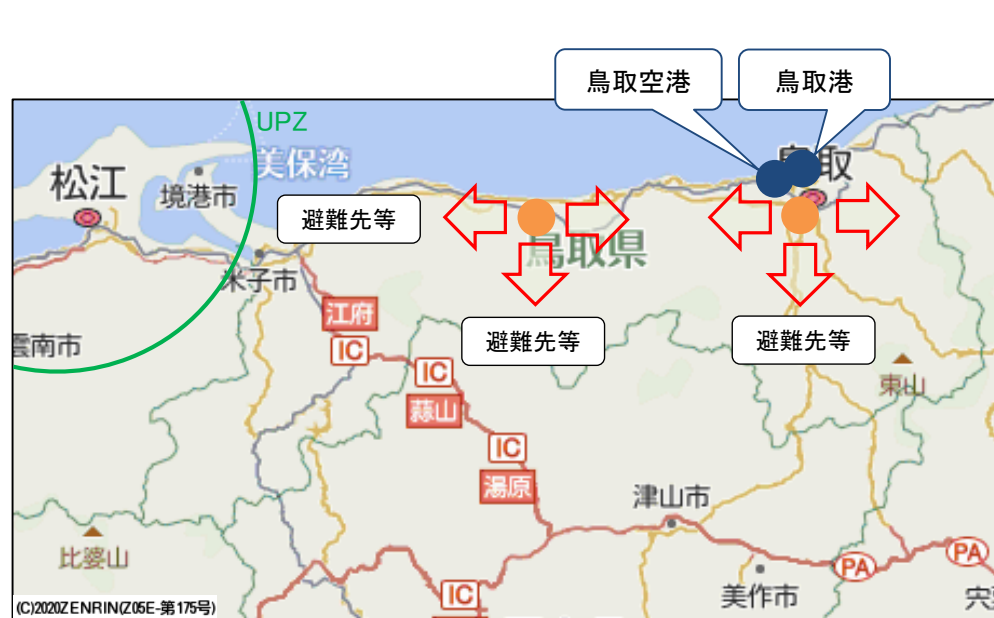 鳥取空港
鳥取港
UPZ
美保湾
松江
境港市
鳥取
避難先等
鳥取県
米子市
江府
IC
雲南市
避難先等
避難先等
IC
蒜山
東山
IC
湯原
津山市
比婆山
PA
PA
IC
美作市
(C)2020ZENRIN(Z05E-第175号)